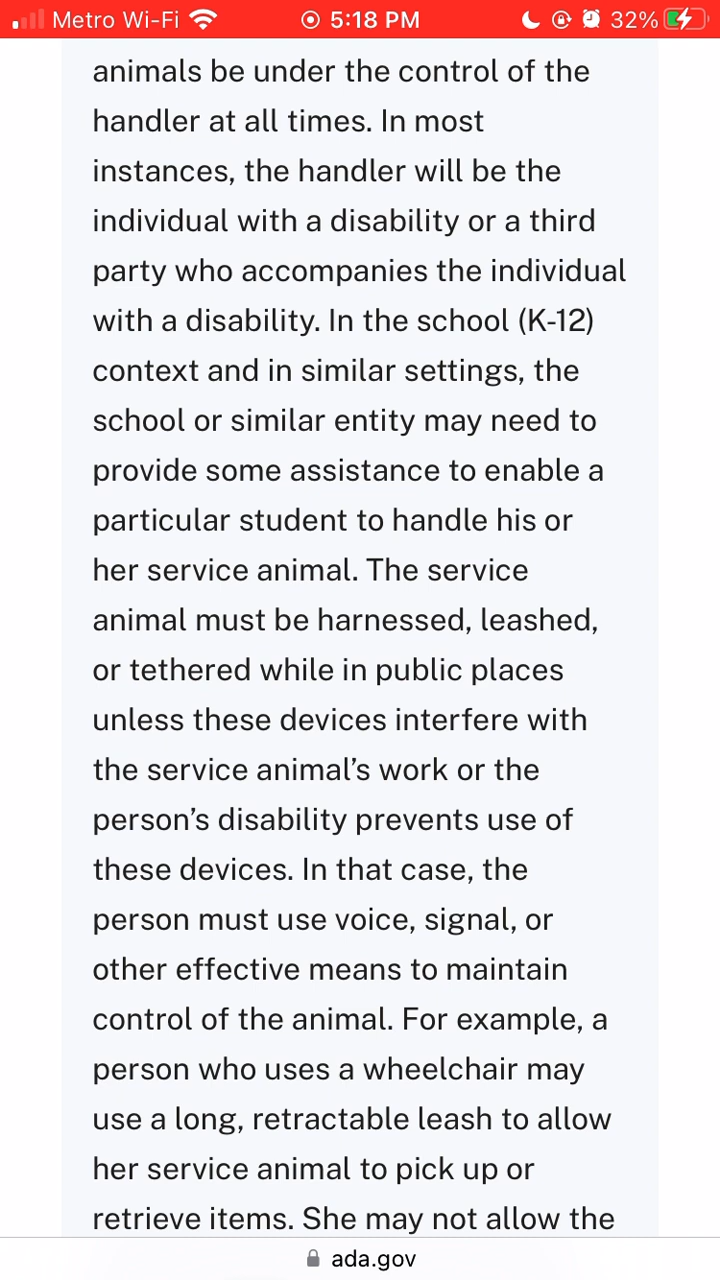 Metro Wi-Fi 5:18 PM 32%
animals be under the control of the
handler at all times. In most
instances, the handler will be the
individual with a disability or a third
party who accompanies the individual
with a disability. In the school (K-12)
context and in similar settings, the
school or similar entity may need to
provide some assistance to enable a
particular student to handle his or
her service animal. The service
animal must be harnessed, leashed,
or tethered while in public places
unless these devices interfere with
the service animal’s work or the
person’s disability prevents use of
these devices. In that case, the
person must use voice, signal, or
other effective means to maintain
control of the animal. For example, a
person who uses a wheelchair may
use a long, retractable leash to allow
her service animal to pick up or
retrieve items. She may not allow the
ada.gov